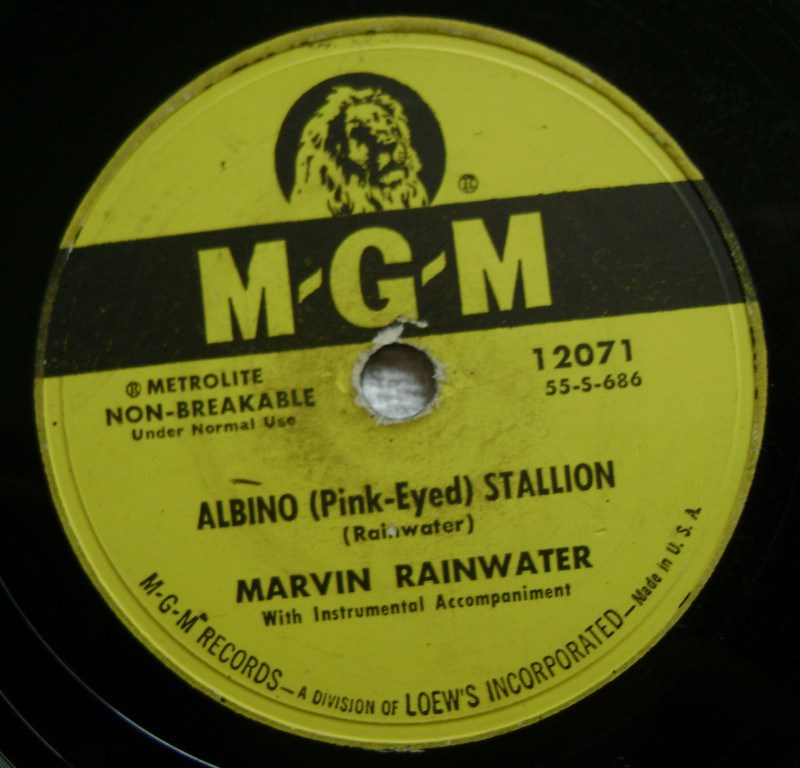 ®
M-G-M
® METROLITE
NON-BREAKABLE
Under Normal Use
12071
55-S-686
ALBINO (Pink-Eyed) STALLION
(Rainwater)
MARVIN RAINWATER
With Instrumental Accompaniment
M-G-M RECORDS—A DIVISION OF LOEW'S INCORPORATED—Made in U. S. A.